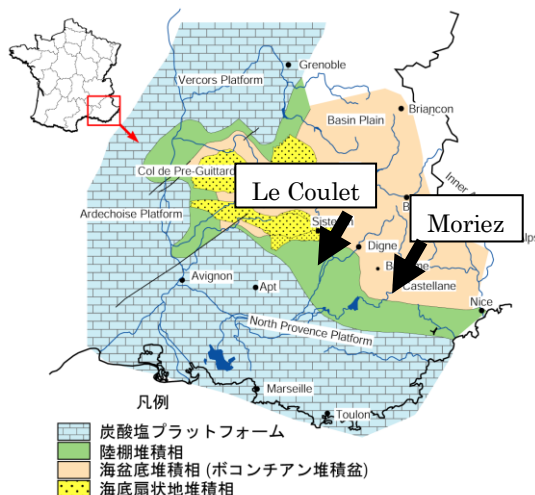 Grenoble
Vercors Platform
Briançon
Basin Plain
Col de Pre-Guittard
Inner
Le Coulet
Moriez
Ardechoise Platform
Digne
Castellane
Avignon
Apt
Nice
North Provence Platform
Marseille
Toulon
凡例
炭酸塩プラットフォーム
陸棚堆積相
海盆底堆積相 (ボコンチアン堆積盆)
海底扇状地堆積相